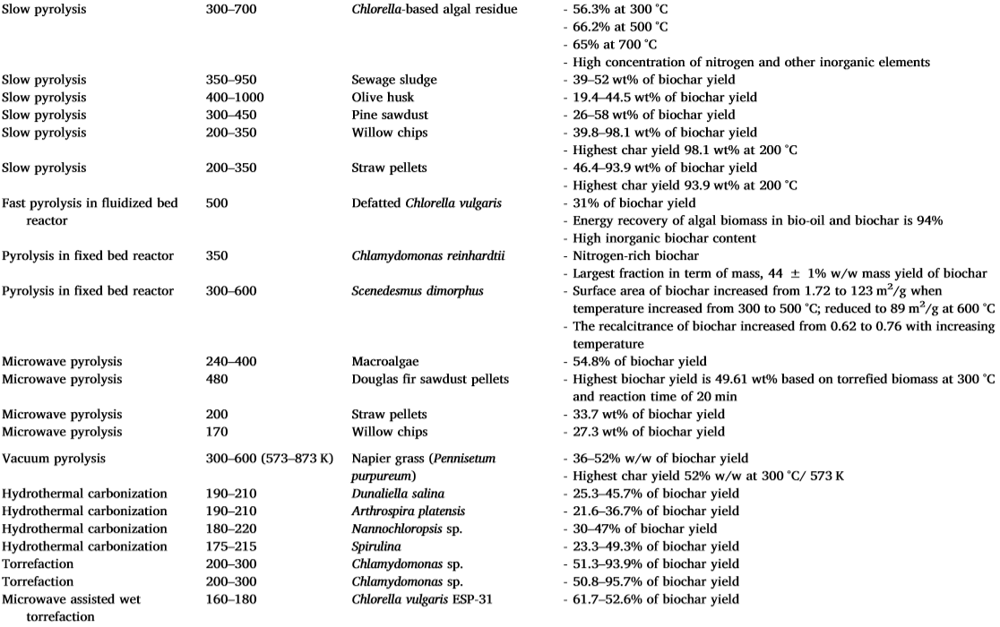 Slow pyrolysis 300–700 Chlorella-based algal residue - 56.3% at 300 °C
- 66.2% at 500 °C
- 65% at 700 °C
- High concentration of nitrogen and other inorganic elements
Slow pyrolysis 350–950 Sewage sludge - 39–52 wt% of biochar yield
Slow pyrolysis 400–1000 Olive husk - 19.4–44.5 wt% of biochar yield
Slow pyrolysis 300–450 Pine sawdust - 26–58 wt% of biochar yield
Slow pyrolysis 200–350 Willow chips - 39.8–98.1 wt% of biochar yield
- Highest char yield 98.1 wt% at 200 °C
Slow pyrolysis 200–350 Straw pellets - 46.4–93.9 wt% of biochar yield
- Highest char yield 93.9 wt% at 200 °C
Fast pyrolysis in fluidized bed 500 Defatted Chlorella vulgaris - 31% of biochar yield
reactor - Energy recovery of algal biomass in bio-oil and biochar is 94%
- High inorganic biochar content
Pyrolysis in fixed bed reactor 350 Chlamydomonas reinhardtii - Nitrogen-rich biochar
- Largest fraction in term of mass, 44 ± 1% w/w mass yield of biochar
Pyrolysis in fixed bed reactor 300–600 Scenedesmus dimorphus - Surface area of biochar increased from 1.72 to 123 m²/g when
temperature increased from 300 to 500 °C; reduced to 89 m²/g at 600 °C
- The recalcitrance of biochar increased from 0.62 to 0.76 with increasing
temperature
Microwave pyrolysis 240–400 Macroalgae - 54.8% of biochar yield
Microwave pyrolysis 480 Douglas fir sawdust pellets - Highest biochar yield is 49.61 wt% based on torrefied biomass at 300 °C
and reaction time of 20 min
Microwave pyrolysis 200 Straw pellets - 33.7 wt% of biochar yield
Microwave pyrolysis 170 Willow chips - 27.3 wt% of biochar yield
Vacuum pyrolysis 300–600 (573–873 K) Napier grass (Pennisetum - 36–52% w/w of biochar yield
purpureum) - Highest char yield 52% w/w at 300 °C/ 573 K
Hydrothermal carbonization 190–210 Dunaliella salina - 25.3–45.7% of biochar yield
Hydrothermal carbonization 190–210 Arthrospira platensis - 21.6–36.7% of biochar yield
Hydrothermal carbonization 180–220 Nannochloropsis sp. - 30–47% of biochar yield
Hydrothermal carbonization 175–215 Spirulina - 23.3–49.3% of biochar yield
Torrefaction 200–300 Chlamydomonas sp. - 51.3–93.9% of biochar yield
Torrefaction 200–300 Chlamydomonas sp. - 50.8–95.7% of biochar yield
Microwave assisted wet 160–180 Chlorella vulgaris ESP-31 - 61.7–52.6% of biochar yield
torrefaction